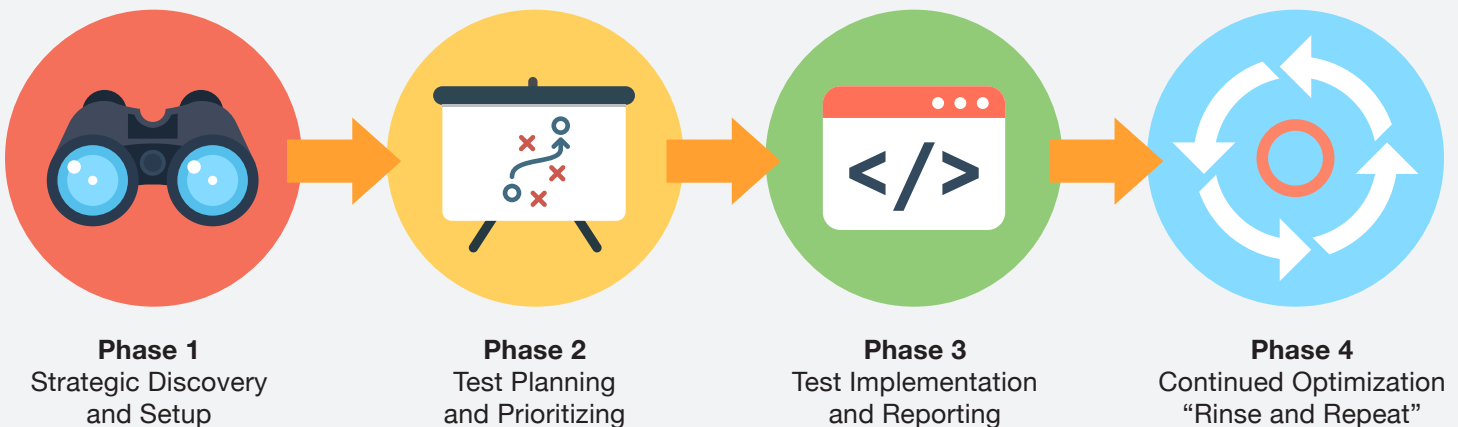 Phase 1
Strategic Discovery
and Setup
Phase 2
Test Planning
and Prioritizing
</>
Phase 3
Test Implementation
and Reporting
Phase 4
Continued Optimization
“Rinse and Repeat”